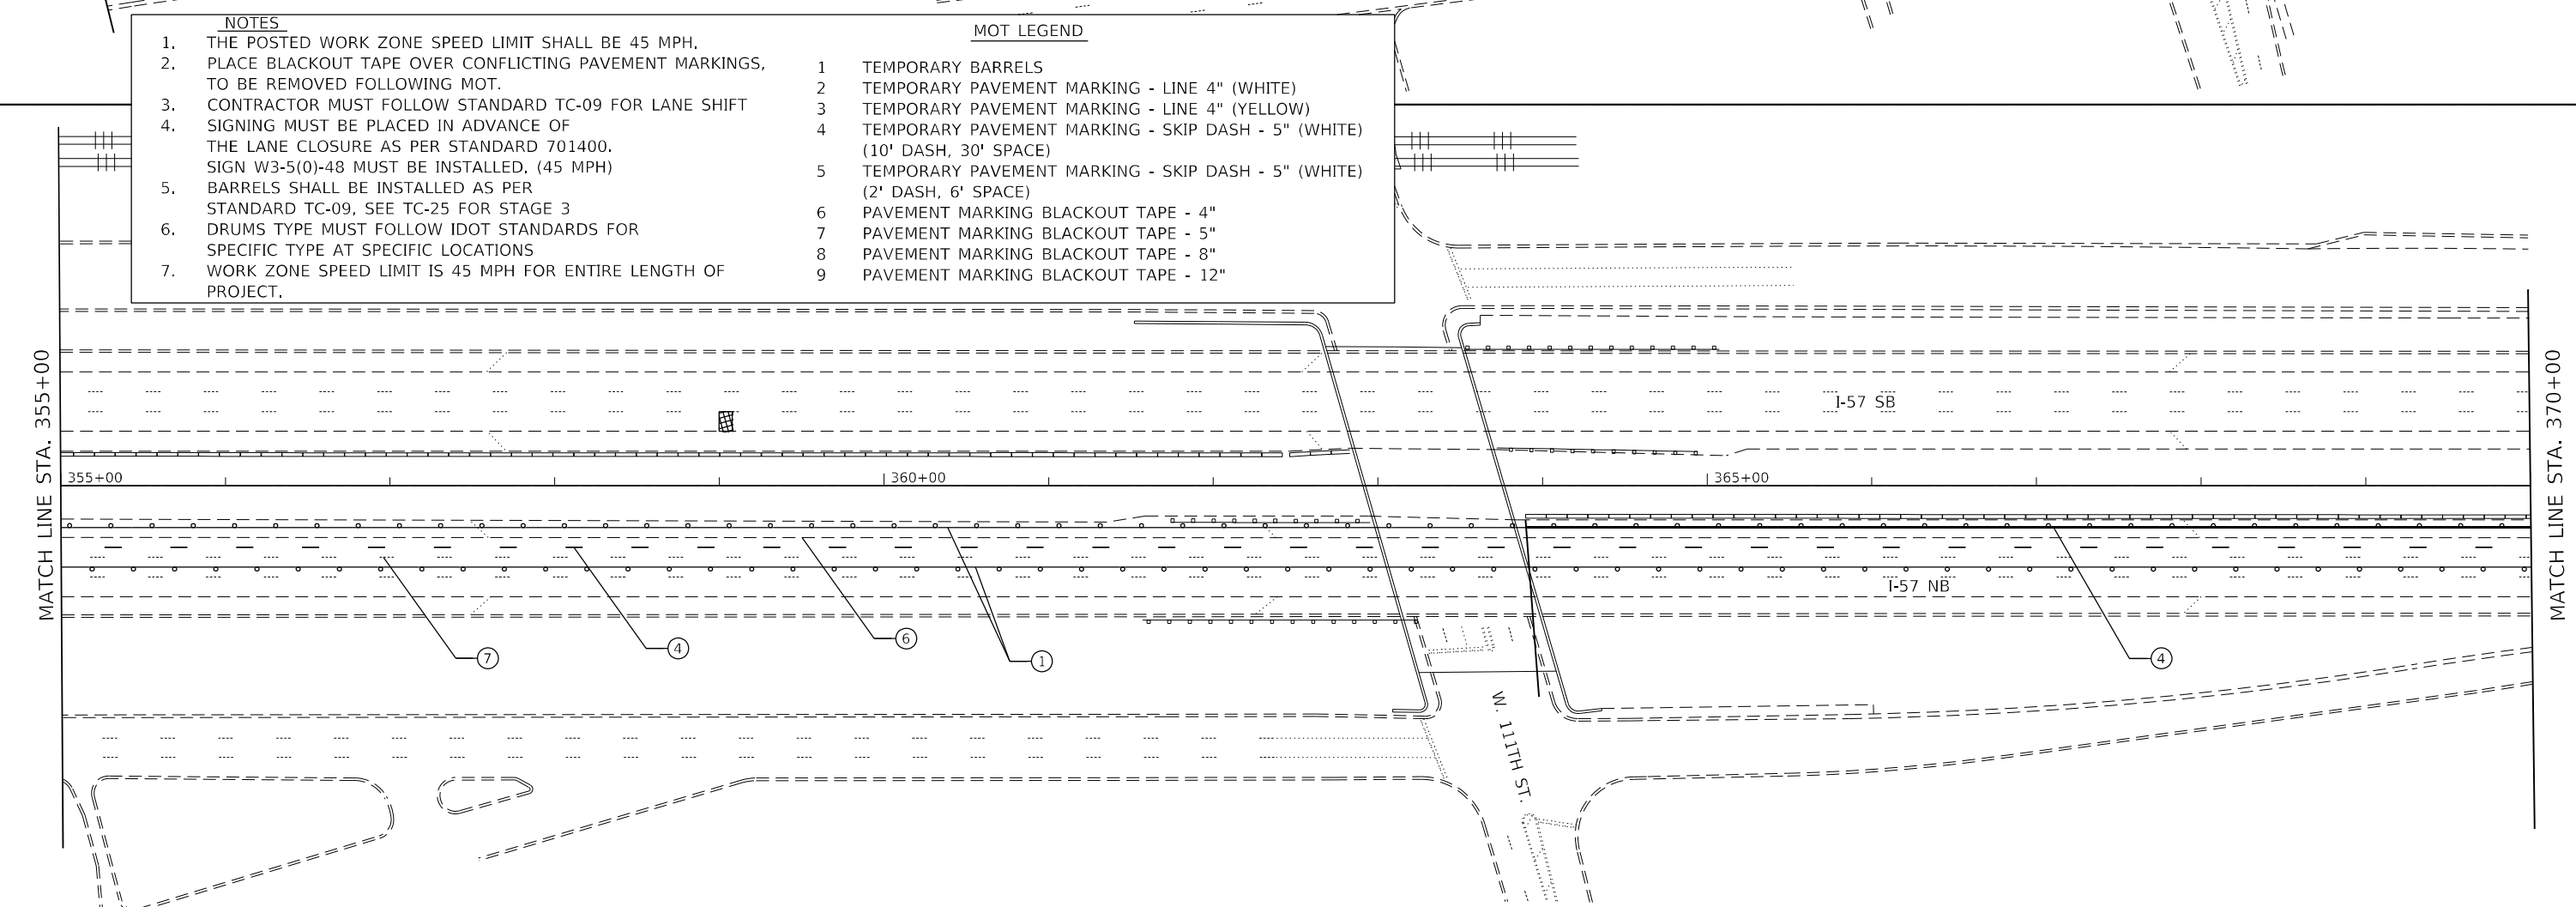 NOTES
1. THE POSTED WORK ZONE SPEED LIMIT SHALL BE 45 MPH.
2. PLACE BLACKOUT TAPE OVER CONFLICTING PAVEMENT MARKINGS,
TO BE REMOVED FOLLOWING MOT.
3. CONTRACTOR MUST FOLLOW STANDARD TC-09 FOR LANE SHIFT
4. SIGNING MUST BE PLACED IN ADVANCE OF
THE LANE CLOSURE AS PER STANDARD 701400.
SIGN W3-5(0)-48 MUST BE INSTALLED. (45 MPH)
5. BARRELS SHALL BE INSTALLED AS PER
STANDARD TC-09, SEE TC-25 FOR STAGE 3
6. DRUMS TYPE MUST FOLLOW IDOT STANDARDS FOR
SPECIFIC TYPE AT SPECIFIC LOCATIONS
7. WORK ZONE SPEED LIMIT IS 45 MPH FOR ENTIRE LENGTH OF
PROJECT.
MOT LEGEND
1 TEMPORARY BARRELS
2 TEMPORARY PAVEMENT MARKING - LINE 4" (WHITE)
3 TEMPORARY PAVEMENT MARKING - LINE 4" (YELLOW)
4 TEMPORARY PAVEMENT MARKING - SKIP DASH - 5" (WHITE)
(10' DASH, 30' SPACE)
5 TEMPORARY PAVEMENT MARKING - SKIP DASH - 5" (WHITE)
(2' DASH, 6' SPACE)
6 PAVEMENT MARKING BLACKOUT TAPE - 4"
7 PAVEMENT MARKING BLACKOUT TAPE - 5"
8 PAVEMENT MARKING BLACKOUT TAPE - 8"
9 PAVEMENT MARKING BLACKOUT TAPE - 12"
MATCH LINE STA. 355+00
I-57 SB
355+00
360+00
365+00
I-57 NB
7
4
6
1
4
W. 111TH ST.
MATCH LINE STA. 370+00